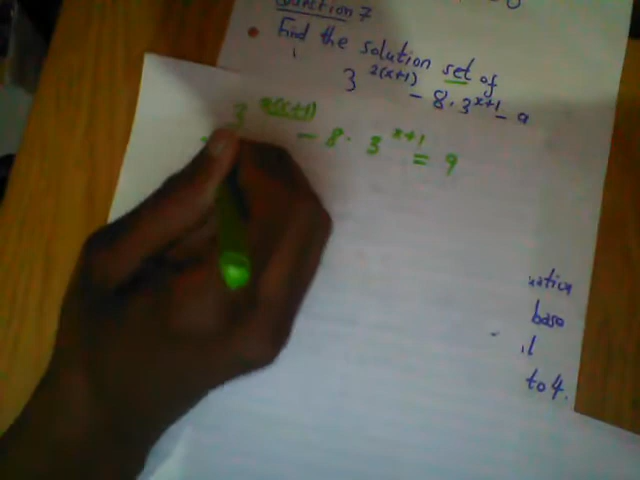 Question 7
Find the solution set of
3^2(x+1) - 8·3^x+1 - 9
3^2(x+1) - 8·3^x+1 = 9
base
to 4.